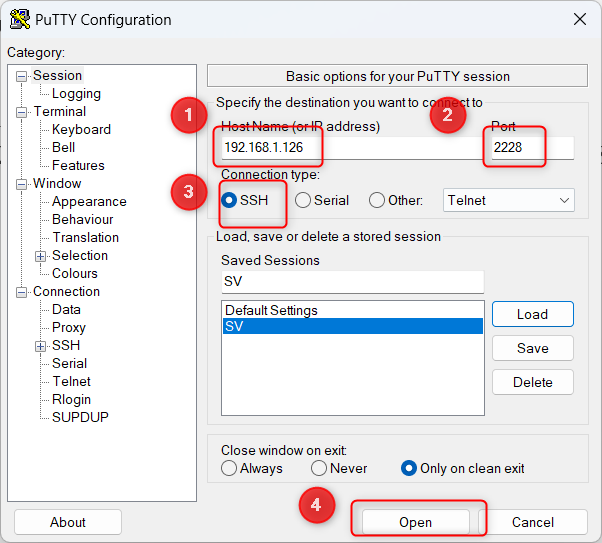 PuTTY Configuration
Category:
Session
Logging
Terminal
Keyboard
Bell
Features
Window
Appearance
Behaviour
Translation
Selection
Colours
Connection
Data
Proxy
SSH
Serial
Telnet
Rlogin
SUPDUP
Basic options for your PuTTY session
Specify the destination you want to connect to
1
Host Name (or IP address)
2
Port
192.168.1.126
2228
Connection type:
3
SSH Serial Other: Telnet
Load, save or delete a stored session
Saved Sessions
SV
Default Settings
SV
Load
Save
Delete
Close window on exit:
Always Never Only on clean exit
4
About Open Cancel